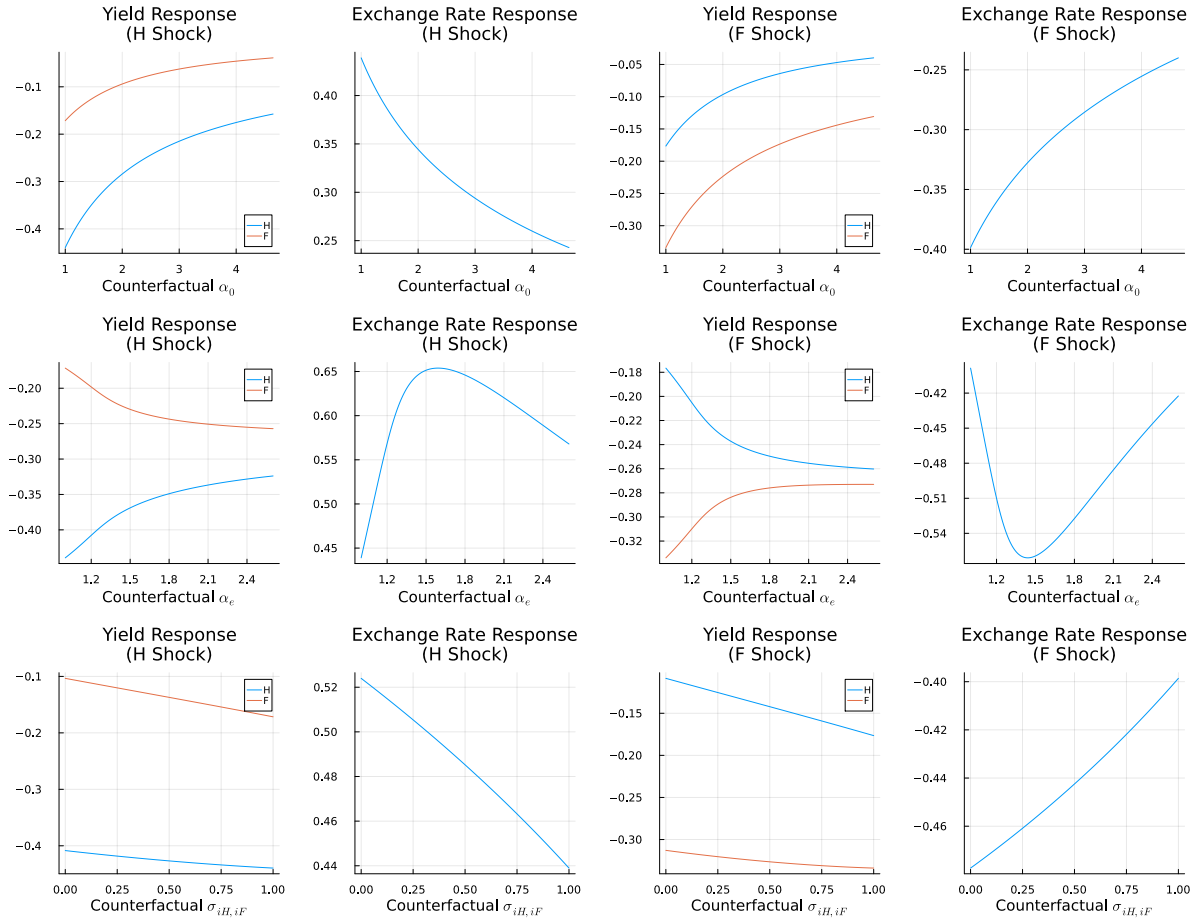 Yield Response
(H Shock)
Exchange Rate Response
(H Shock)
Yield Response
(F Shock)
Exchange Rate Response
(F Shock)
−0.1
−0.2
−0.3
−0.4
1 2 3 4
H
F
Counterfactual α₀
0.40
0.35
0.30
0.25
1 2 3 4
Counterfactual α₀
−0.05
−0.10
−0.15
−0.20
−0.25
−0.30
1 2 3 4
H
F
Counterfactual α₀
−0.25
−0.30
−0.35
−0.40
1 2 3 4
Counterfactual α₀
Yield Response
(H Shock)
Exchange Rate Response
(H Shock)
Yield Response
(F Shock)
Exchange Rate Response
(F Shock)
−0.20
−0.25
−0.30
−0.35
−0.40
1.2 1.5 1.8 2.1 2.4
H
F
Counterfactual αₑ
0.65
0.60
0.55
0.50
0.45
1.2 1.5 1.8 2.1 2.4
Counterfactual αₑ
−0.18
−0.20
−0.22
−0.24
−0.26
−0.28
−0.30
−0.32
1.2 1.5 1.8 2.1 2.4
H
F
Counterfactual αₑ
−0.42
−0.45
−0.48
−0.51
−0.54
1.2 1.5 1.8 2.1 2.4
Counterfactual αₑ
Yield Response
(H Shock)
Exchange Rate Response
(H Shock)
Yield Response
(F Shock)
Exchange Rate Response
(F Shock)
−0.1
−0.2
−0.3
−0.4
0.00 0.25 0.50 0.75 1.00
H
F
Counterfactual σ_{iH,iF}
0.52
0.50
0.48
0.46
0.44
0.00 0.25 0.50 0.75 1.00
Counterfactual σ_{iH,iF}
−0.15
−0.20
−0.25
−0.30
0.00 0.25 0.50 0.75 1.00
H
F
Counterfactual σ_{iH,iF}
−0.40
−0.42
−0.44
−0.46
0.00 0.25 0.50 0.75 1.00
Counterfactual σ_{iH,iF}